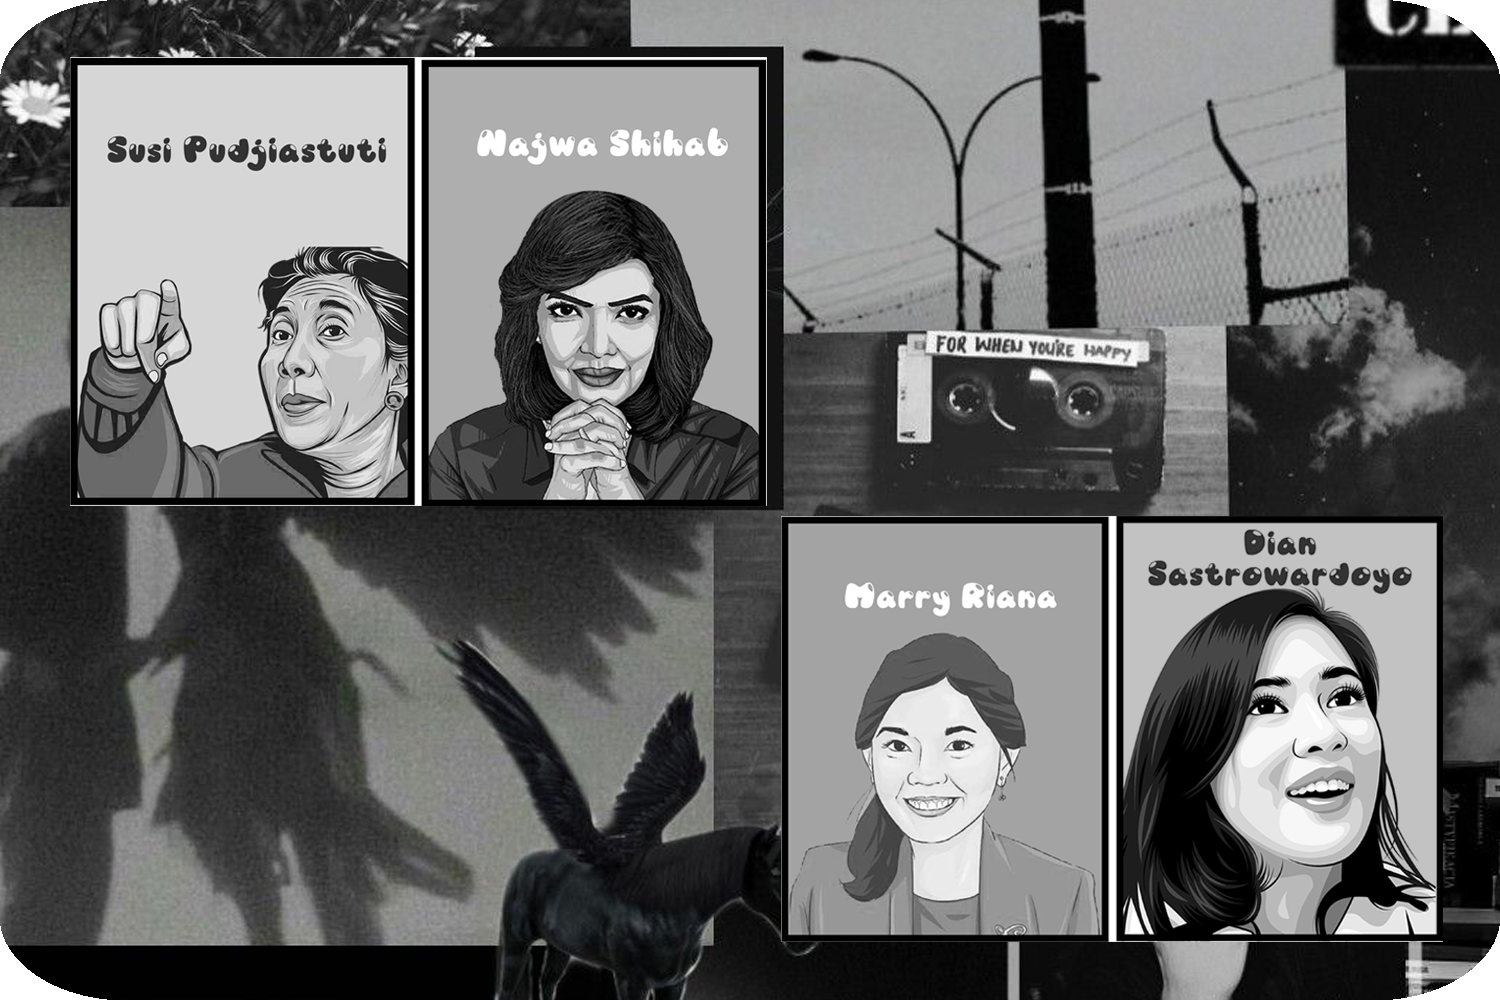 Susi Pudjiastuti
Najwa Shihab
FOR WHEN YOU'RE HAPPY
Marry Riana
Dian
Sastrowardoyo